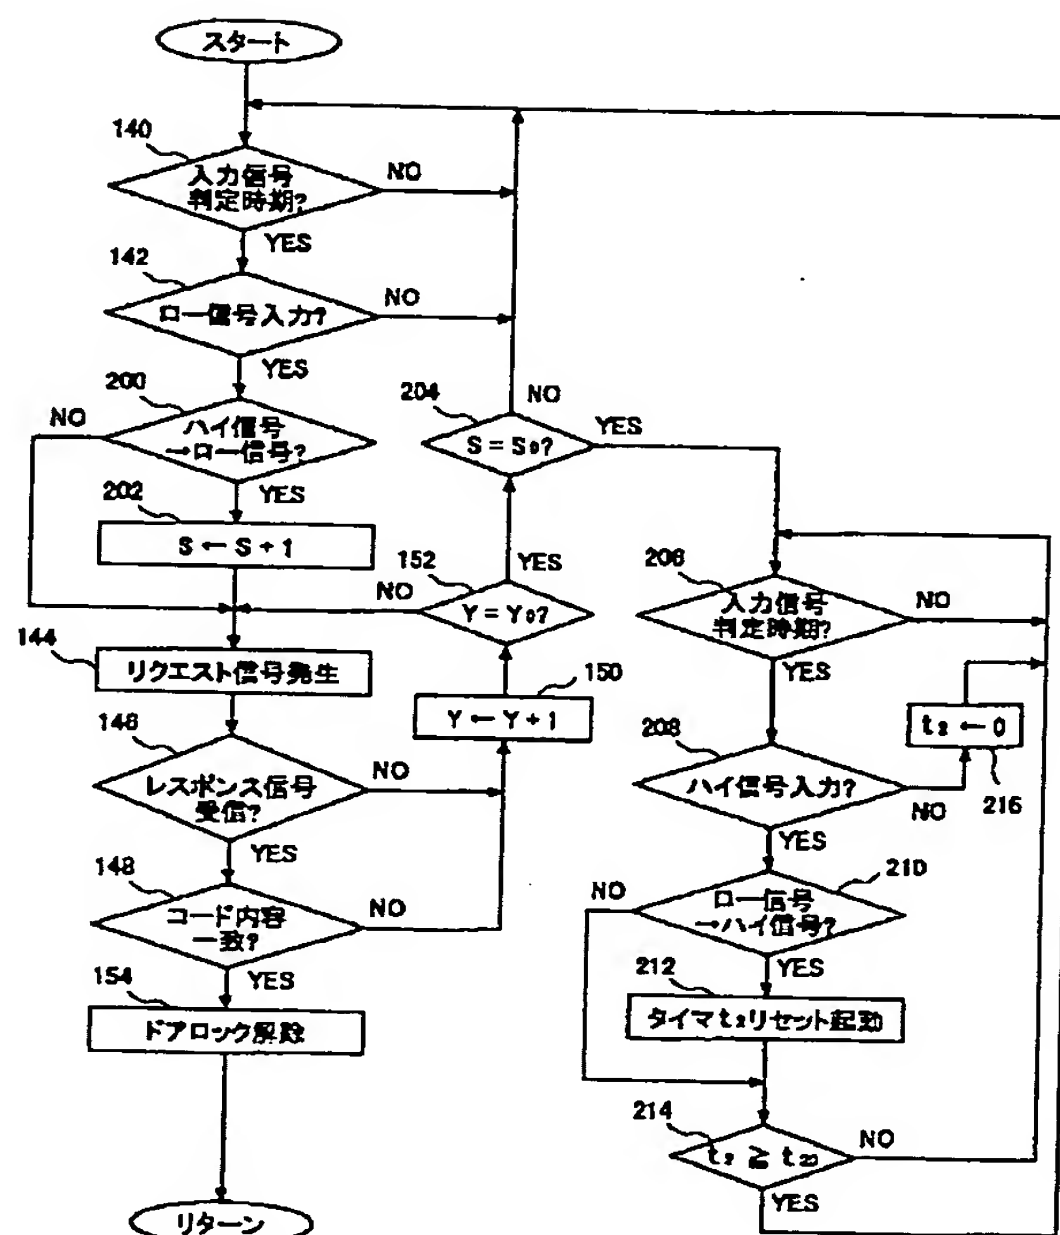 スタート
140
入力信号
判定時期?
NO
YES
142
ロー信号入力?
NO
YES
200
NO
ハイ信号
→ロー信号?
YES
202
S ← S + 1
144
リクエスト信号発生
146
レスポンス信号
受信?
NO
YES
148
コード内容
一致?
NO
YES
154
ドアロック解除
リターン
204
NO
S = S0?
YES
152
YES
NO
Y = Y0?
150
Y ← Y + 1
206
入力信号
判定時期?
NO
YES
208
ハイ信号入力?
NO
YES
t2 ← 0
216
210
NO
ロー信号
→ハイ信号?
YES
212
タイマt2リセット起動
214
t2 ≧ t20
NO
YES